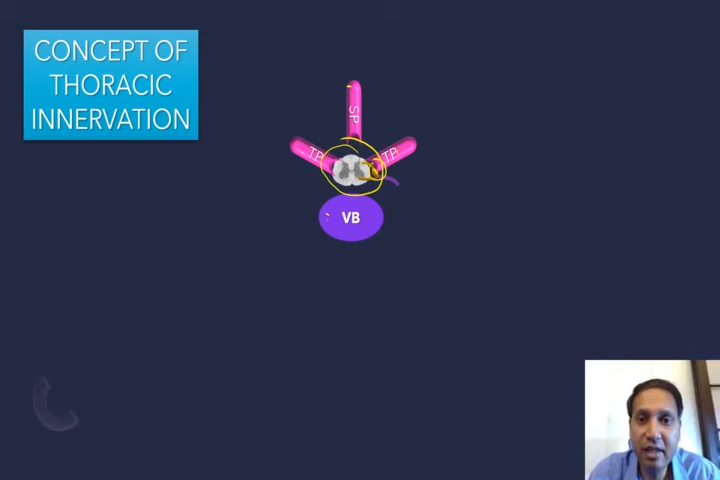 CONCEPT OF
THORACIC
INNERVATION
SP
TP
TP
VB